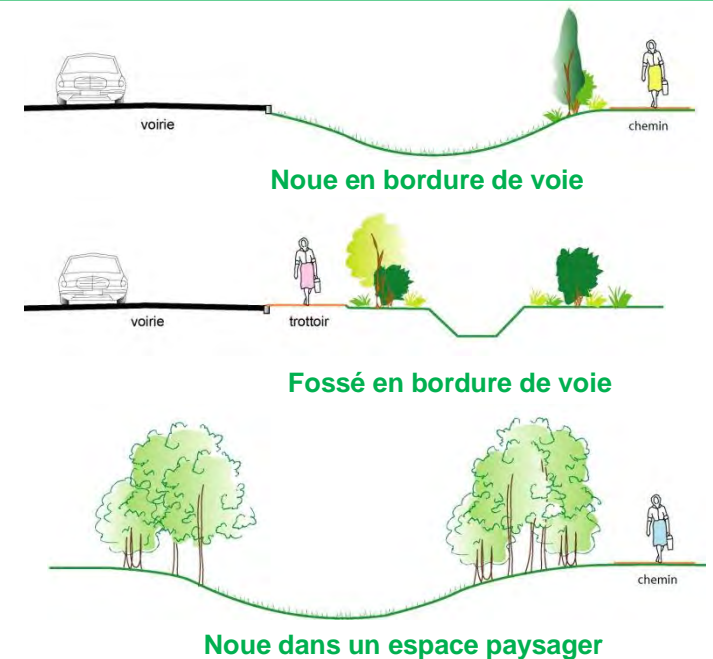 voirie
chemin
Noue en bordure de voie
voirie
trottoir
Fossé en bordure de voie
chemin
Noue dans un espace paysager